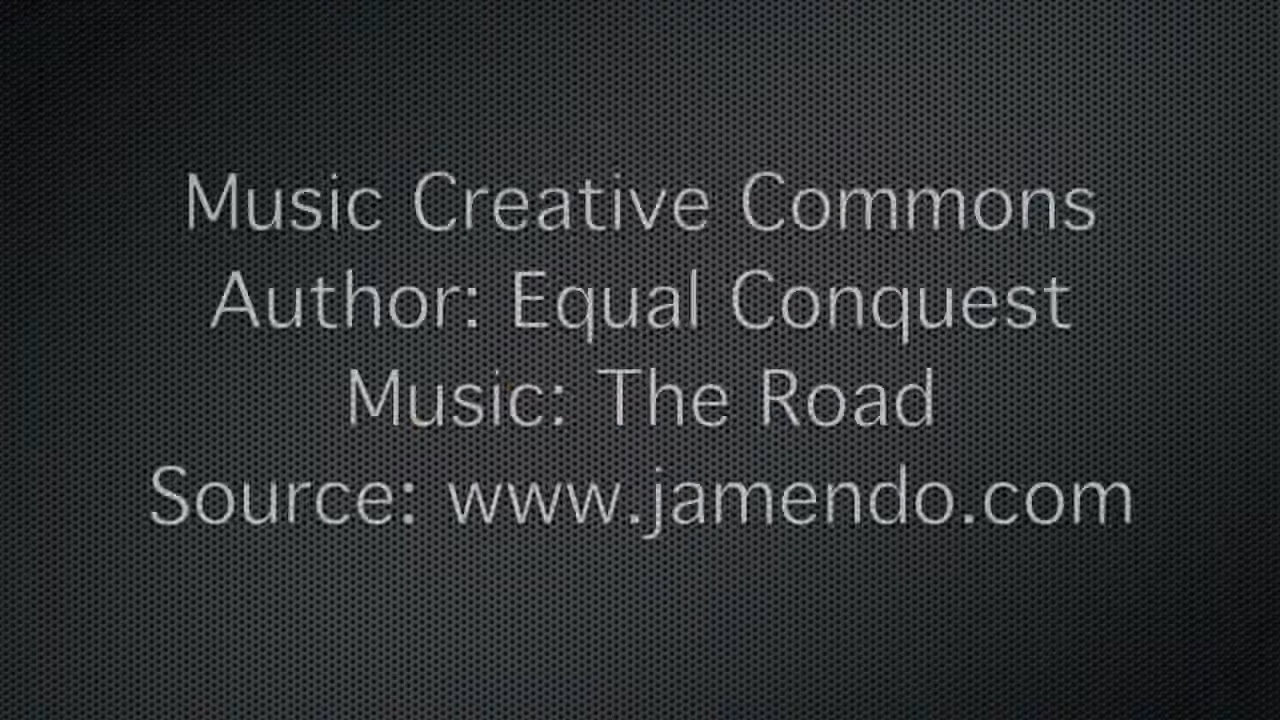 Music Creative Commons
Author: Equal Conquest
Music: The Road
Source: www.jamendo.com